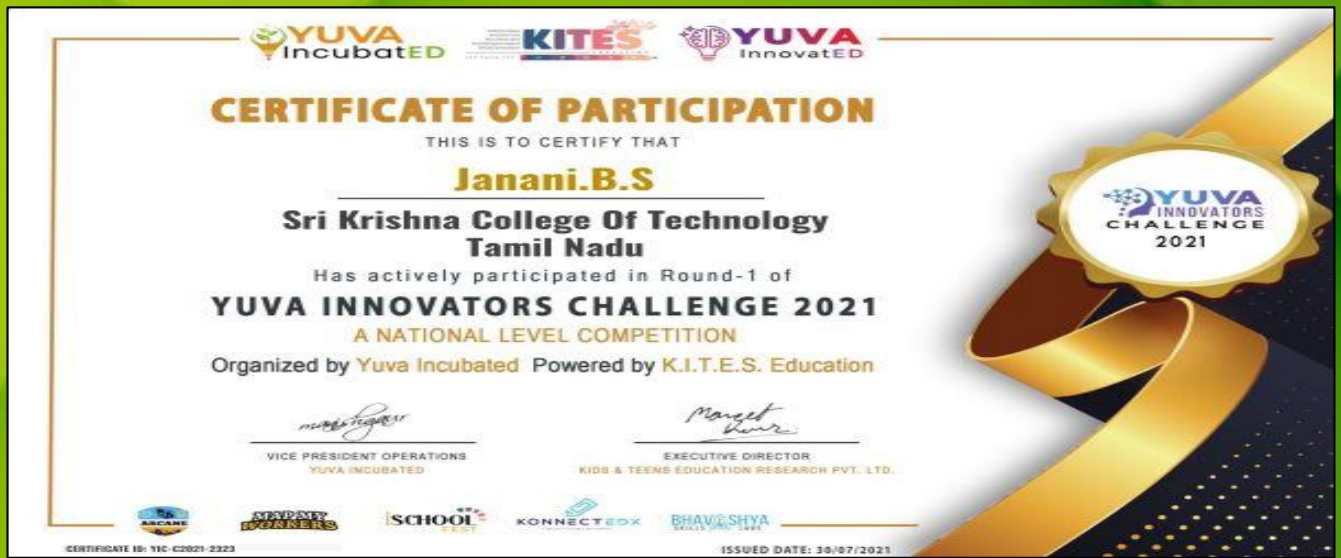 YUVA IncubatED
KITES
YUVA InnovatED
CERTIFICATE OF PARTICIPATION
THIS IS TO CERTIFY THAT
Janani.B.S
Sri Krishna College Of Technology
Tamil Nadu
Has actively participated in Round-1 of
YUVA INNOVATORS CHALLENGE 2021
A NATIONAL LEVEL COMPETITION
Organized by Yuva Incubated Powered by K.I.T.E.S. Education
YUVA
INNOVATORS
CHALLENGE
2021
VICE PRESIDENT OPERATIONS
YUVA INCUBATED
EXECUTIVE DIRECTOR
KIDS & TEENS EDUCATION RESEARCH PVT. LTD.
ARCANE
MAP MY WORKERS
SCHOOL FEST
KONNECTEDX
BHAVISHYA
CERTIFICATE ID: YIC-C2021-2323
ISSUED DATE: 30/07/2021